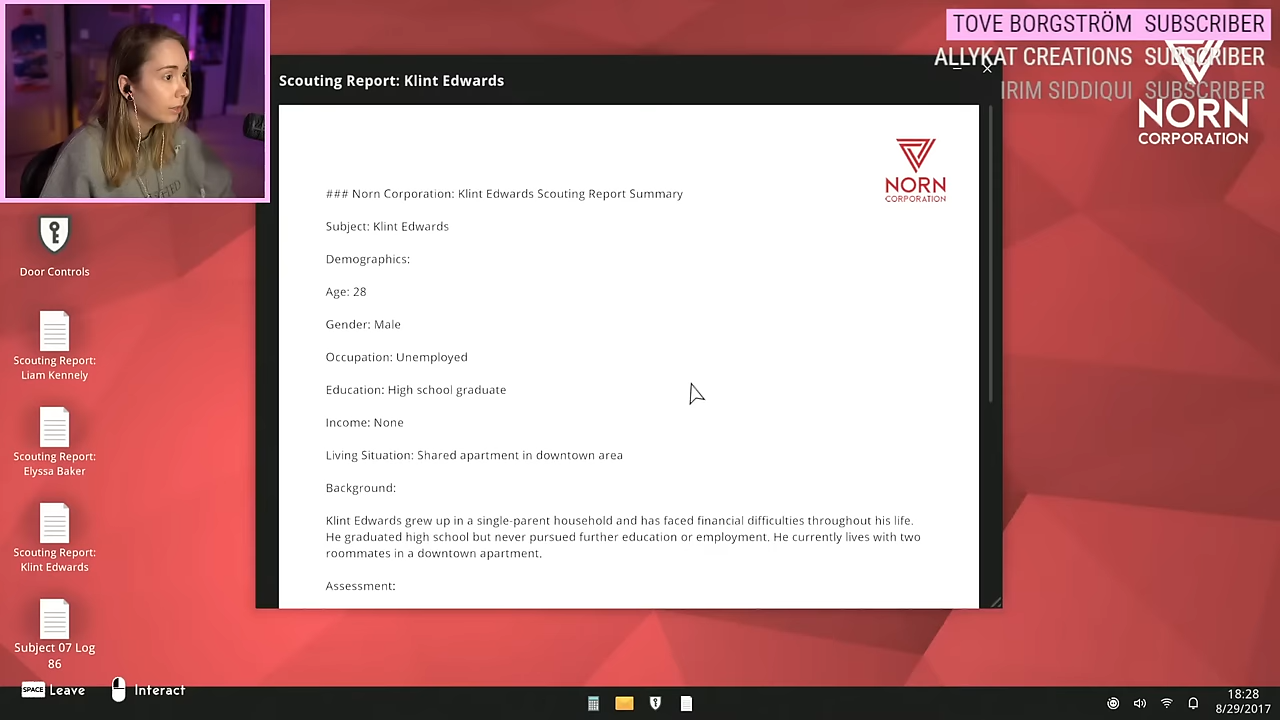 TOVE BORGSTRÖM SUBSCRIBER
ALLYKAT CREATIONS SUBSCRIBER
IRIM SIDDIQUI SUBSCRIBER
NORN
CORPORATION
Scouting Report: Klint Edwards
NORN
CORPORATION
### Norn Corporation: Klint Edwards Scouting Report Summary
Subject: Klint Edwards
Demographics:
Age: 28
Gender: Male
Occupation: Unemployed
Education: High school graduate
Income: None
Living Situation: Shared apartment in downtown area
Background:
Klint Edwards grew up in a single-parent household and has faced financial difficulties throughout his life.
He graduated high school but never pursued further education or employment. He currently lives with two
roommates in a downtown apartment.
Assessment:
Door Controls
Scouting Report:
Liam Kennely
Scouting Report:
Elyssa Baker
Scouting Report:
Klint Edwards
Subject 07 Log
86
SPACE Leave
Interact
18:28
8/29/2017